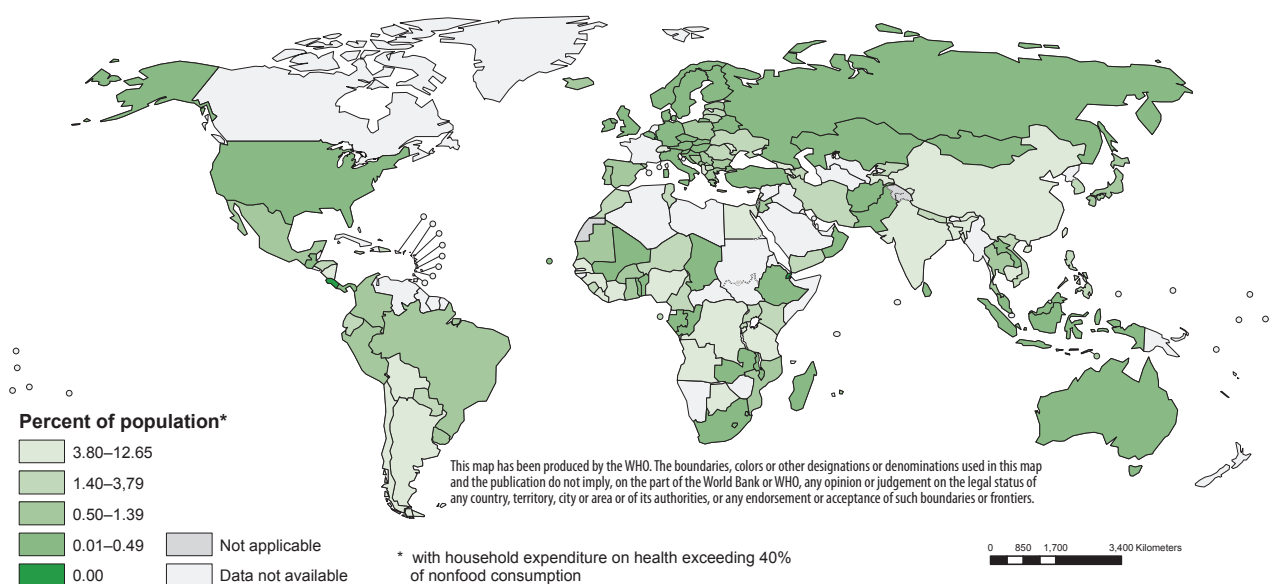 Percent of population*
3.80–12.65
1.40–3,79
0.50–1.39
0.01–0.49
0.00
Not applicable
Data not available
This map has been produced by the WHO. The boundaries, colors or other designations or denominations used in this map
and the publication do not imply, on the part of the World Bank or WHO, any opinion or judgement on the legal status of
any country, territory, city or area or of its authorities, or any endorsement or acceptance of such boundaries or frontiers.
* with household expenditure on health exceeding 40%
of nonfood consumption
0 850 1,700 3,400 Kilometers